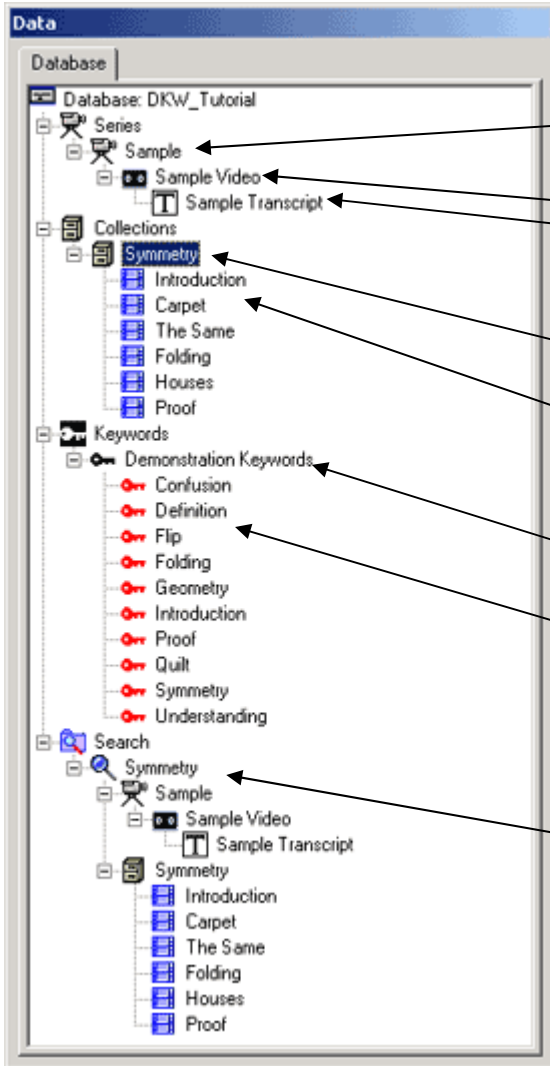 Data
Database
Database: DKW_Tutorial
Series
Sample
Sample Video
T Sample Transcript
Collections
Symmetry
Introduction
Carpet
The Same
Folding
Houses
Proof
Keywords
Demonstration Keywords
Confusion
Definition
Flip
Folding
Geometry
Introduction
Proof
Quilt
Symmetry
Understanding
Search
Symmetry
Sample
Sample Video
T Sample Transcript
Symmetry
Introduction
Carpet
The Same
Folding
Houses
Proof